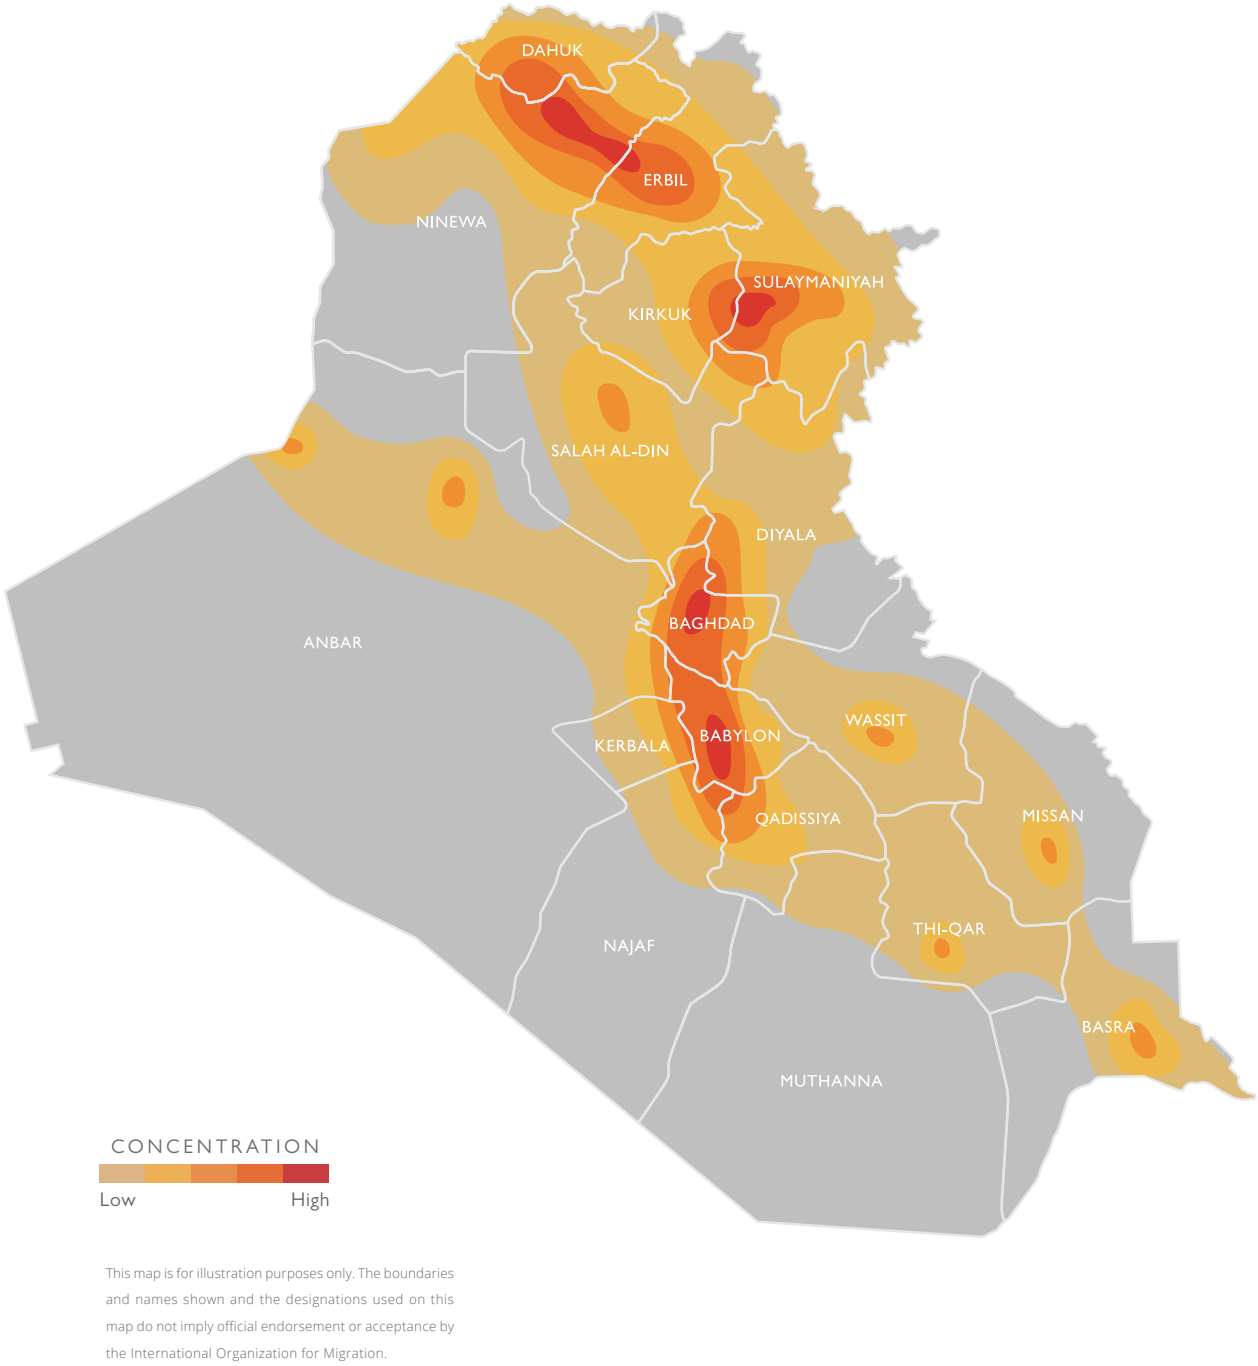 DAHUK
ERBIL
NINEWA
SULAYMANIYAH
KIRKUK
SALAH AL-DIN
DIYALA
BAGHDAD
ANBAR
WASSIT
BABYLON
KERBALA
MISSAN
QADISSIYA
THI-QAR
NAJAF
BASRA
MUTHANNA
CONCENTRATION
Low High
This map is for illustration purposes only. The boundaries
and names shown and the designations used on this
map do not imply official endorsement or acceptance by
the International Organization for Migration.